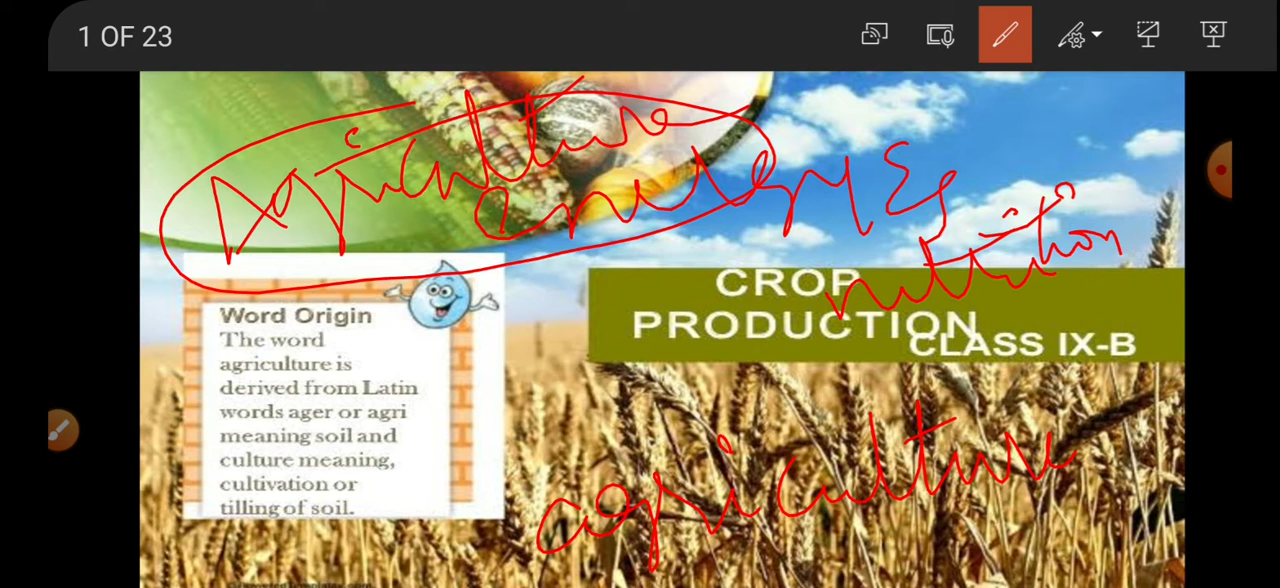 1 OF 23
Agriculture
energy &
nutrition
CROP
PRODUCTION
CLASS IX-B
Word Origin
The word
agriculture is
derived from Latin
words ager or agri
meaning soil and
culture meaning,
cultivation or
tilling of soil.
agriculture